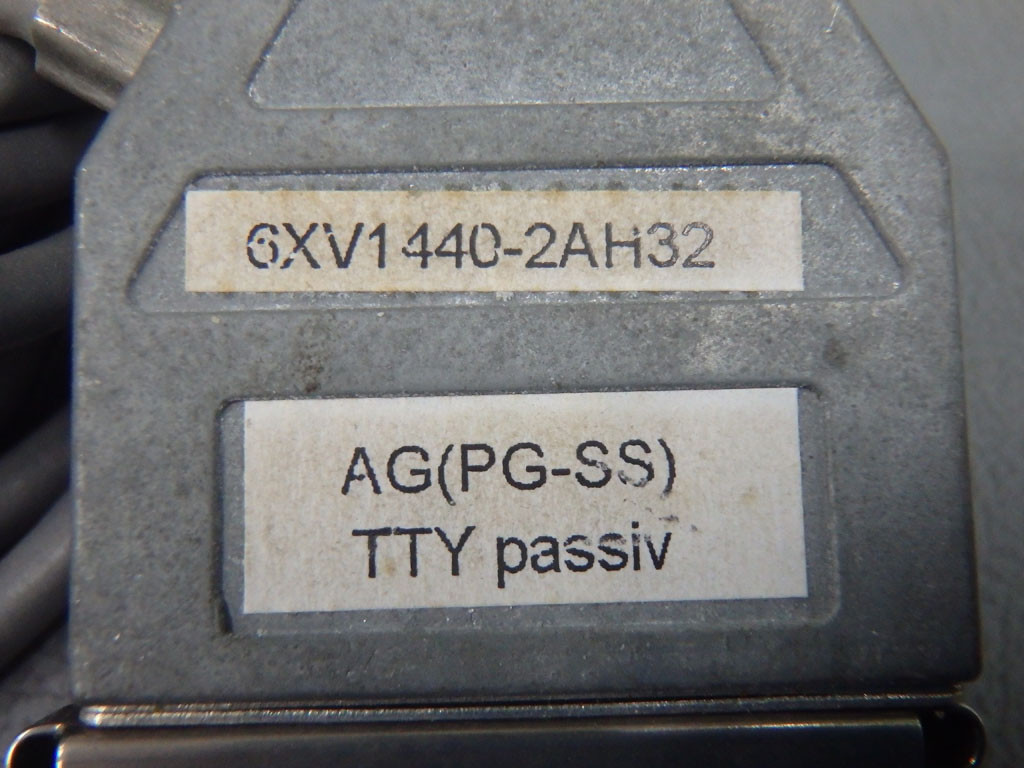 6XV1440-2AH32
AG(PG-SS)
TTY passiv